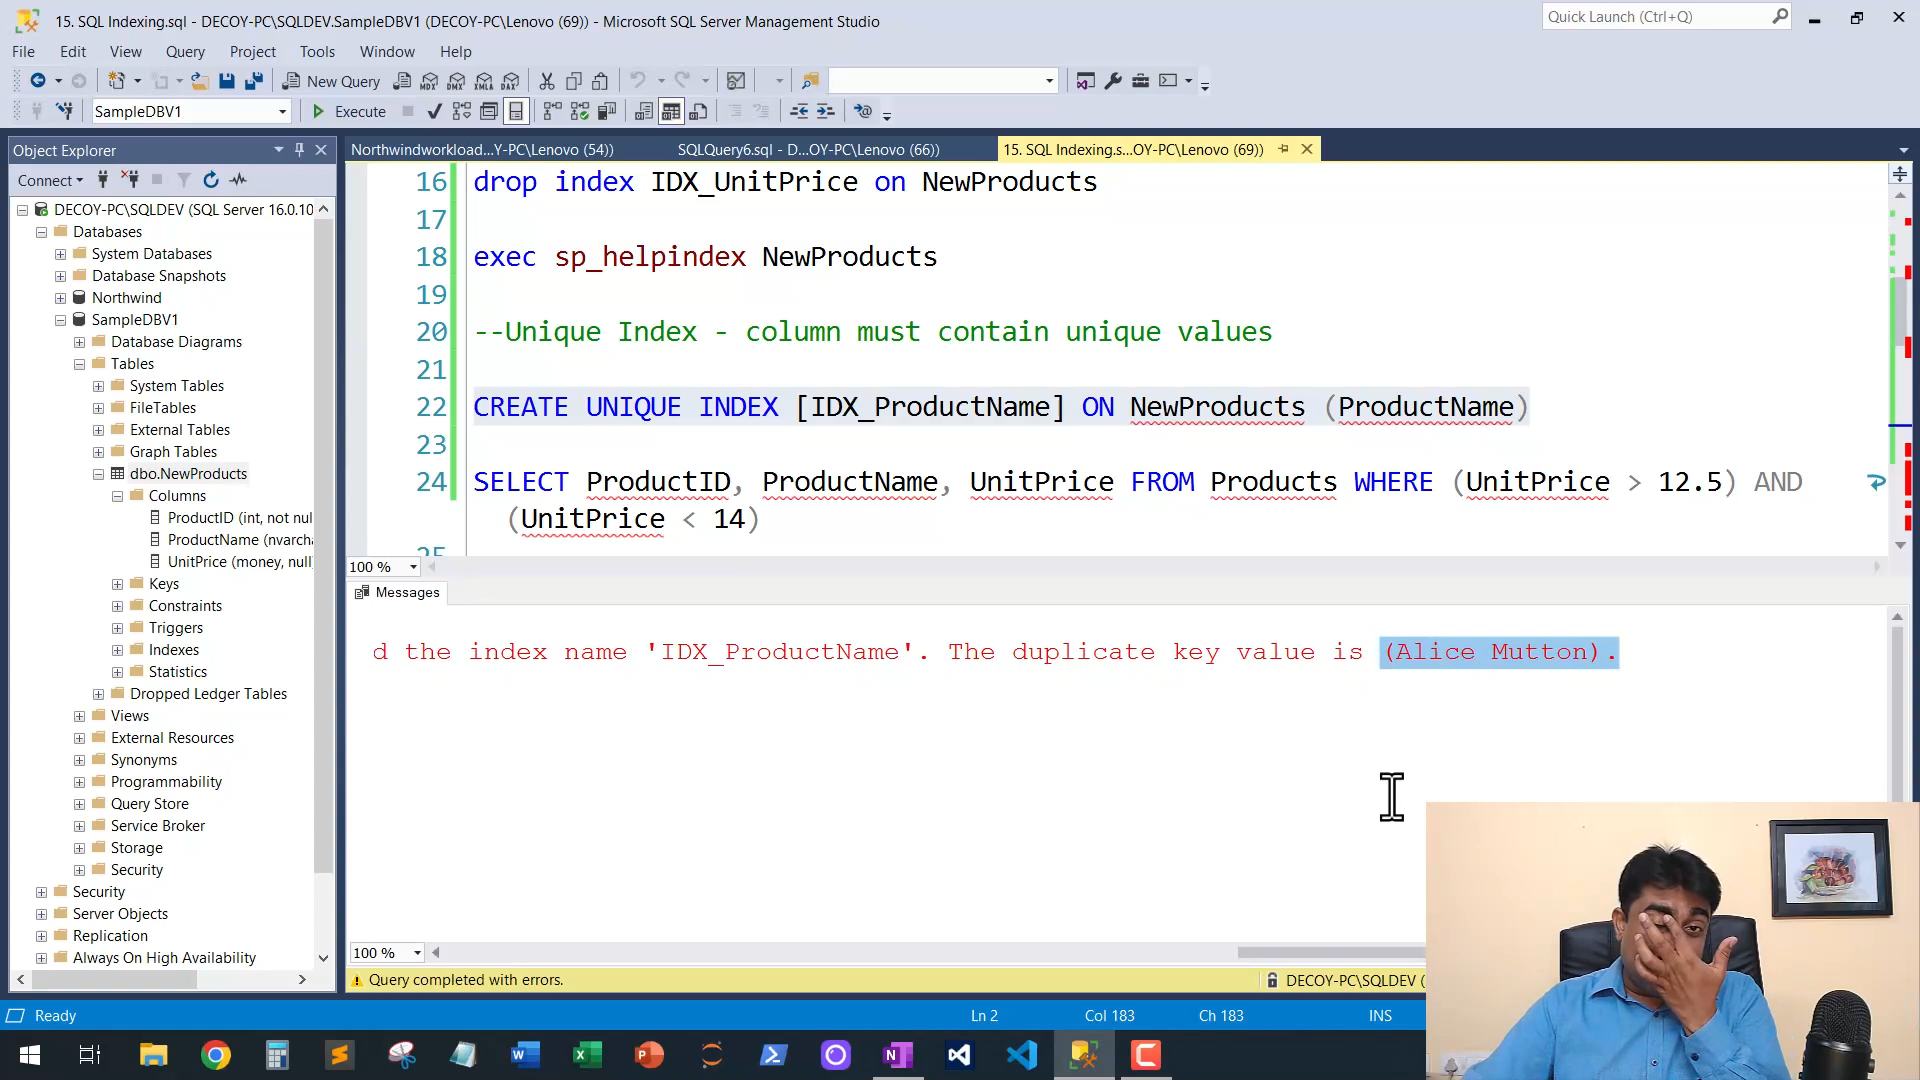 15. SQL Indexing.sql - DECOY-PC\SQLDEV.SampleDBV1 (DECOY-PC\Lenovo (69)) - Microsoft SQL Server Management Studio
Quick Launch (Ctrl+Q)
File Edit View Query Project Tools Window Help
New Query
SampleDBV1
Execute
Object Explorer
Connect
DECOY-PC\SQLDEV (SQL Server 16.0.10
Databases
System Databases
Database Snapshots
Northwind
SampleDBV1
Database Diagrams
Tables
System Tables
FileTables
External Tables
Graph Tables
dbo.NewProducts
Columns
ProductID (int, not nul
ProductName (nvarcha
UnitPrice (money, null)
Keys
Constraints
Triggers
Indexes
Statistics
Dropped Ledger Tables
Views
External Resources
Synonyms
Programmability
Query Store
Service Broker
Storage
Security
Security
Server Objects
Replication
Always On High Availability
Northwindworkload...Y-PC\Lenovo (54)) SQLQuery6.sql - D...OY-PC\Lenovo (66)) 15. SQL Indexing.s...OY-PC\Lenovo (69))
16 drop index IDX_UnitPrice on NewProducts
17
18 exec sp_helpindex NewProducts
19
20 --Unique Index - column must contain unique values
21
22 CREATE UNIQUE INDEX [IDX_ProductName] ON NewProducts (ProductName)
23
24 SELECT ProductID, ProductName, UnitPrice FROM Products WHERE (UnitPrice > 12.5) AND
(UnitPrice < 14)
25
100 %
Messages
d the index name 'IDX_ProductName'. The duplicate key value is (Alice Mutton).
100 %
Query completed with errors.
DECOY-PC\SQLDEV (
Ready
Ln 2 Col 183 Ch 183 INS